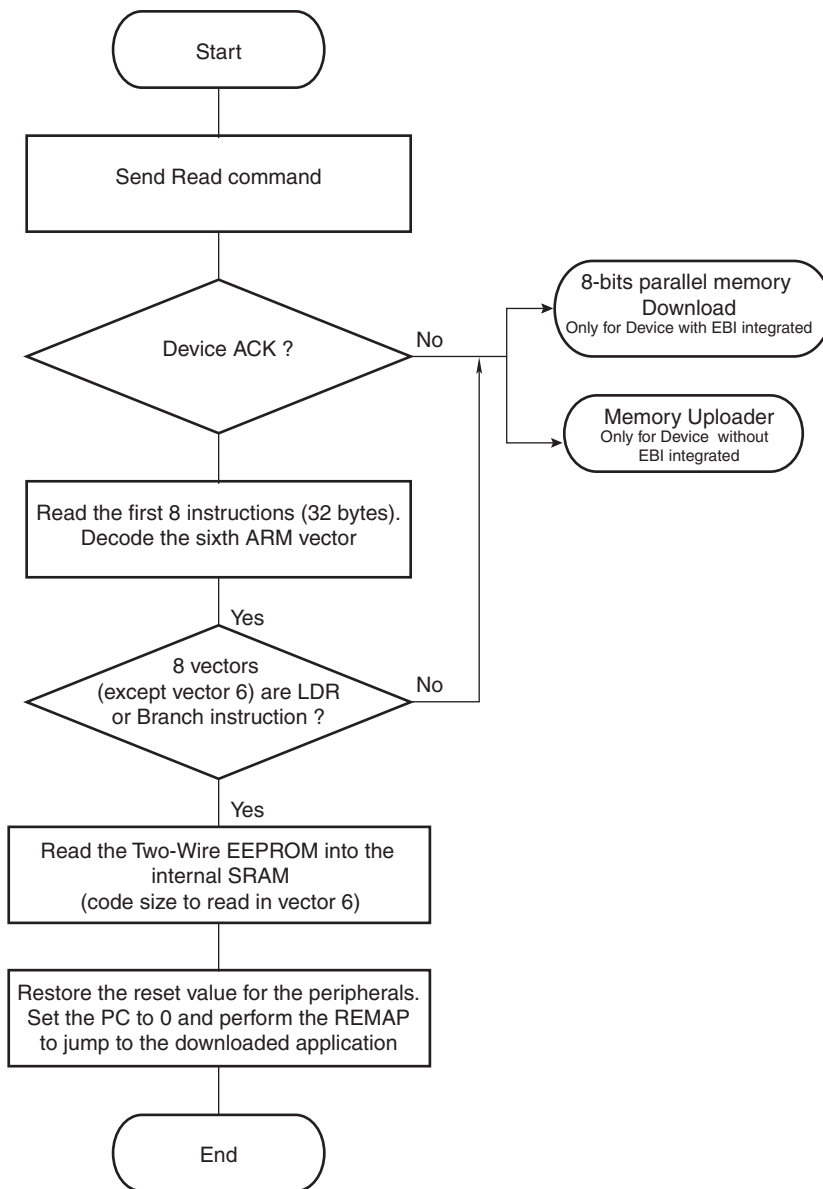 Start
Send Read command
Device ACK ?
No
8-bits parallel memory
Download
Only for Device with EBI integrated
Memory Uploader
Only for Device  without
EBI integrated
Read the first 8 instructions (32 bytes).
Decode the sixth ARM vector
Yes
8 vectors
(except vector 6) are LDR
or Branch instruction ?
No
Yes
Read the Two-Wire EEPROM into the
internal SRAM
(code size to read in vector 6)
Restore the reset value for the peripherals.
Set the PC to 0 and perform the REMAP
to jump to the downloaded application
End